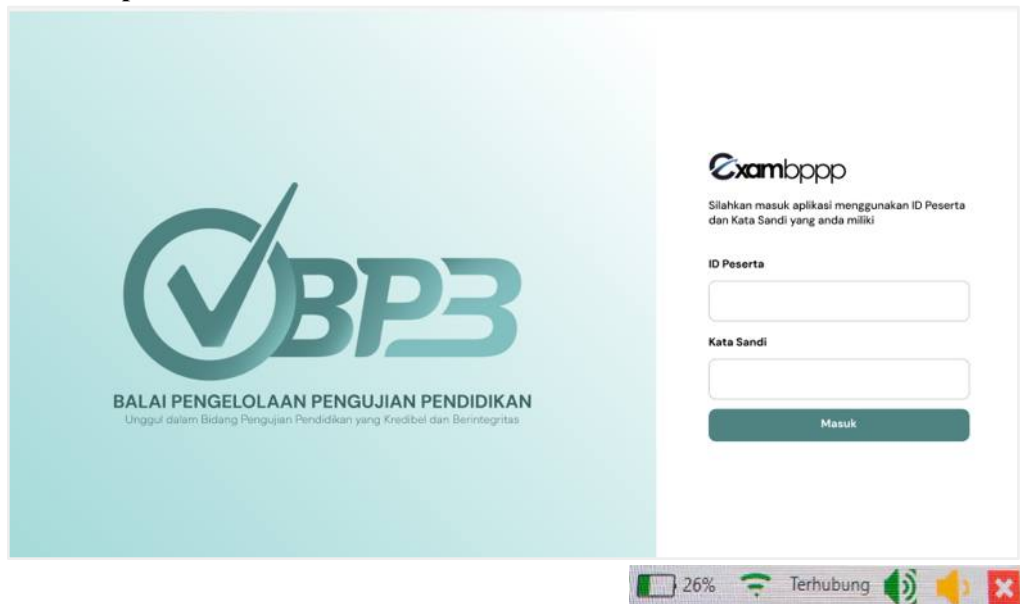 BP3
BALAI PENGELOLAAN PENGUJIAN PENDIDIKAN
Unggul dalam Bidang Pengujian Pendidikan yang Kredibel dan Berintegritas
Exambppp
Silahkan masuk aplikasi menggunakan ID Peserta
dan Kata Sandi yang anda miliki
ID Peserta
Kata Sandi
Masuk
26% Terhubung